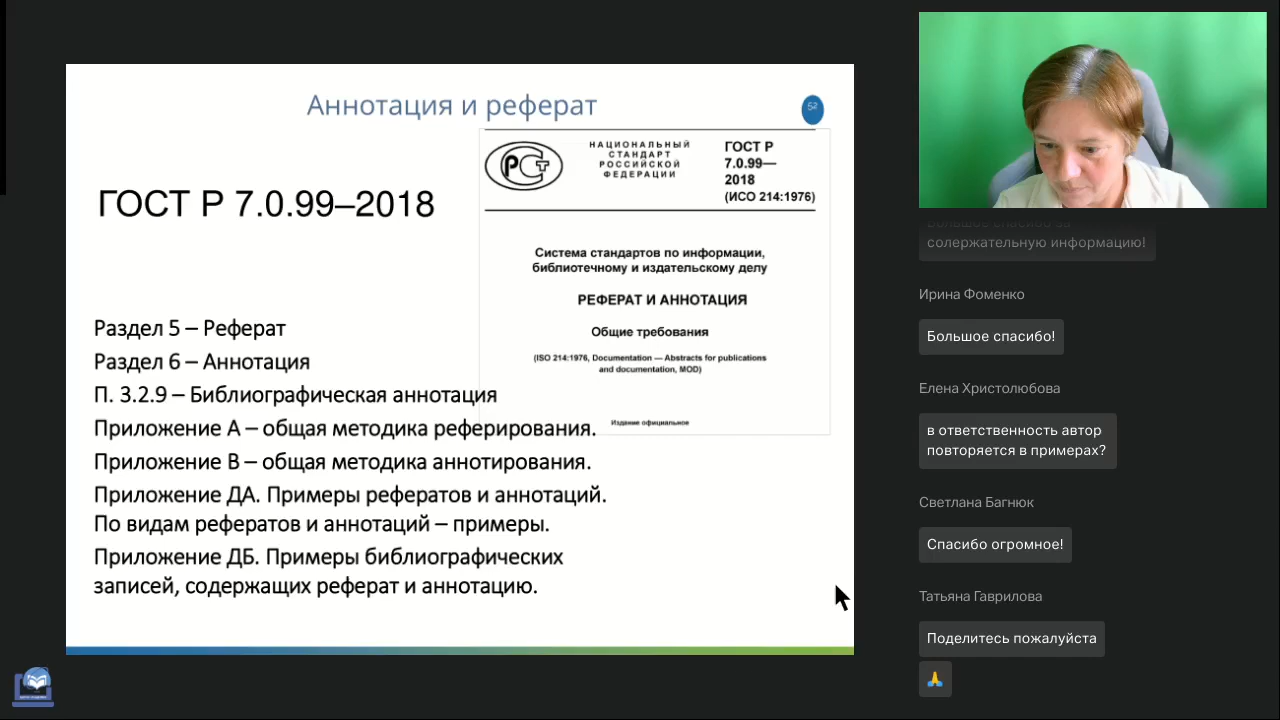 Аннотация и реферат
52
ГОСТ Р 7.0.99–2018
НАЦИОНАЛЬНЫЙ
СТАНДАРТ
РОССИЙСКОЙ
ФЕДЕРАЦИИ
ГОСТ Р
7.0.99—
2018
(ИСО 214:1976)
Система стандартов по информации,
библиотечному и издательскому делу
РЕФЕРАТ И АННОТАЦИЯ
Общие требования
(ISO 214:1976, Documentation — Abstracts for publications
and documentation, MOD)
Издание официальное
Раздел 5 – Реферат
Раздел 6 – Аннотация
П. 3.2.9 – Библиографическая аннотация
Приложение А – общая методика реферирования.
Приложение В – общая методика аннотирования.
Приложение ДА. Примеры рефератов и аннотаций.
По видам рефератов и аннотаций – примеры.
Приложение ДБ. Примеры библиографических
записей, содержащих реферат и аннотацию.
Большое спасибо за
солержательную информацию!
Ирина Фоменко
Большое спасибо!
Елена Христолюбова
в ответственность автор
повторяется в примерах?
Светлана Багнюк
Спасибо огромное!
Татьяна Гаврилова
Поделитесь пожалуйста
🙏